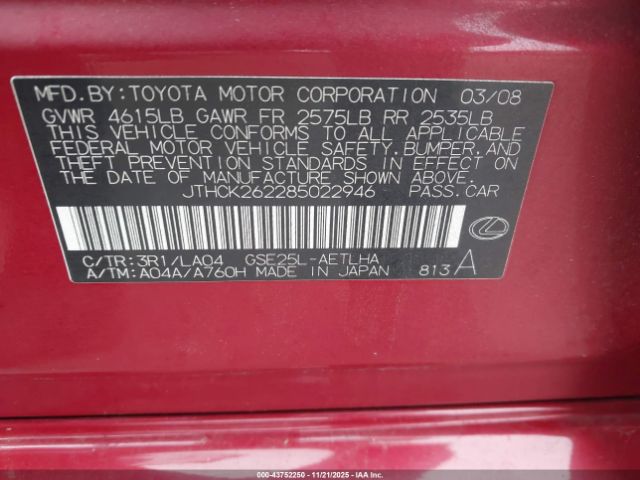 MFD.BY:TOYOTA MOTOR CORPORATION 03/08
GVWR 4615LB GAWR FR 2575LB RR 2535LB
THIS VEHICLE CONFORMS TO ALL APPLICABLE
FEDERAL MOTOR VEHICLE SAFETY,BUMPER,AND
THEFT PREVENTION STANDARDS IN EFFECT ON
THE DATE OF MANUFACTURE SHOWN ABOVE.
JTHCK262285022946 PASS.CAR
C/TR:3R1/LA04 GSE25L-AETLHA
A/TM:A04A/A760H MADE IN JAPAN 813A
000-43752250 - 11/21/2025 - IAAI.COM